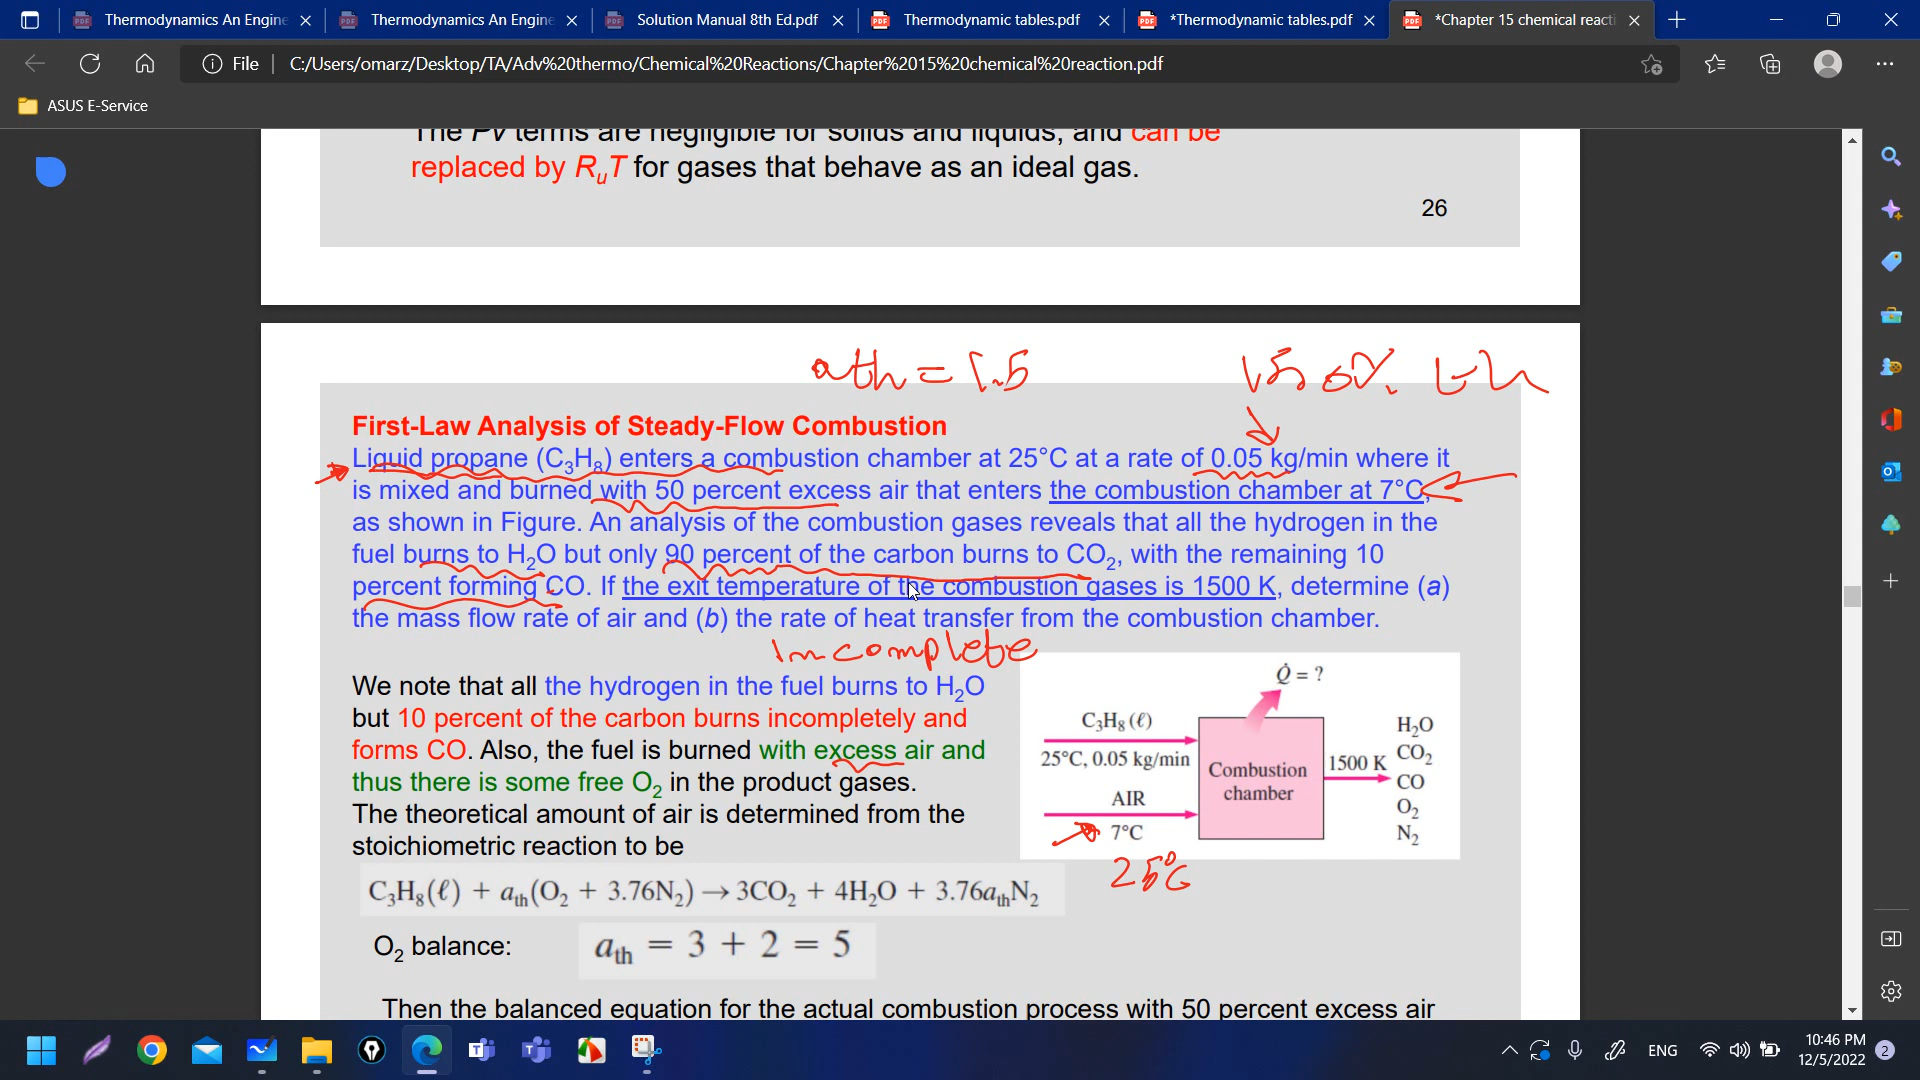 Thermodynamics An Engine
Thermodynamics An Engine
Solution Manual 8th Ed.pdf
Thermodynamic tables.pdf
*Thermodynamic tables.pdf
*Chapter 15 chemical reacti
File
C:/Users/omarz/Desktop/TA/Adv%20thermo/Chemical%20Reactions/Chapter%2015%20chemical%20reaction.pdf
ASUS E-Service
The Pv terms are negligible for solids and liquids, and can be
replaced by RᵤT for gases that behave as an ideal gas.
26
ath = 1.5
150% th
First-Law Analysis of Steady-Flow Combustion
Liquid propane (C₃H₈) enters a combustion chamber at 25°C at a rate of 0.05 kg/min where it
is mixed and burned with 50 percent excess air that enters the combustion chamber at 7°C,
as shown in Figure. An analysis of the combustion gases reveals that all the hydrogen in the
fuel burns to H₂O but only 90 percent of the carbon burns to CO₂, with the remaining 10
percent forming CO. If the exit temperature of the combustion gases is 1500 K, determine (a)
the mass flow rate of air and (b) the rate of heat transfer from the combustion chamber.
Incomplete
We note that all the hydrogen in the fuel burns to H₂O
but 10 percent of the carbon burns incompletely and
forms CO. Also, the fuel is burned with excess air and
thus there is some free O₂ in the product gases.
The theoretical amount of air is determined from the
stoichiometric reaction to be
Q̇ = ?
C₃H₈ (ℓ)
25°C, 0.05 kg/min
AIR
7°C
25°C
Combustion
chamber
1500 K
H₂O
CO₂
CO
O₂
N₂
C₃H₈(ℓ) + aₜₕ(O₂ + 3.76N₂) → 3CO₂ + 4H₂O + 3.76aₜₕN₂
O₂ balance:
aₜₕ = 3 + 2 = 5
Then the balanced equation for the actual combustion process with 50 percent excess air
ENG
10:46 PM
12/5/2022
2